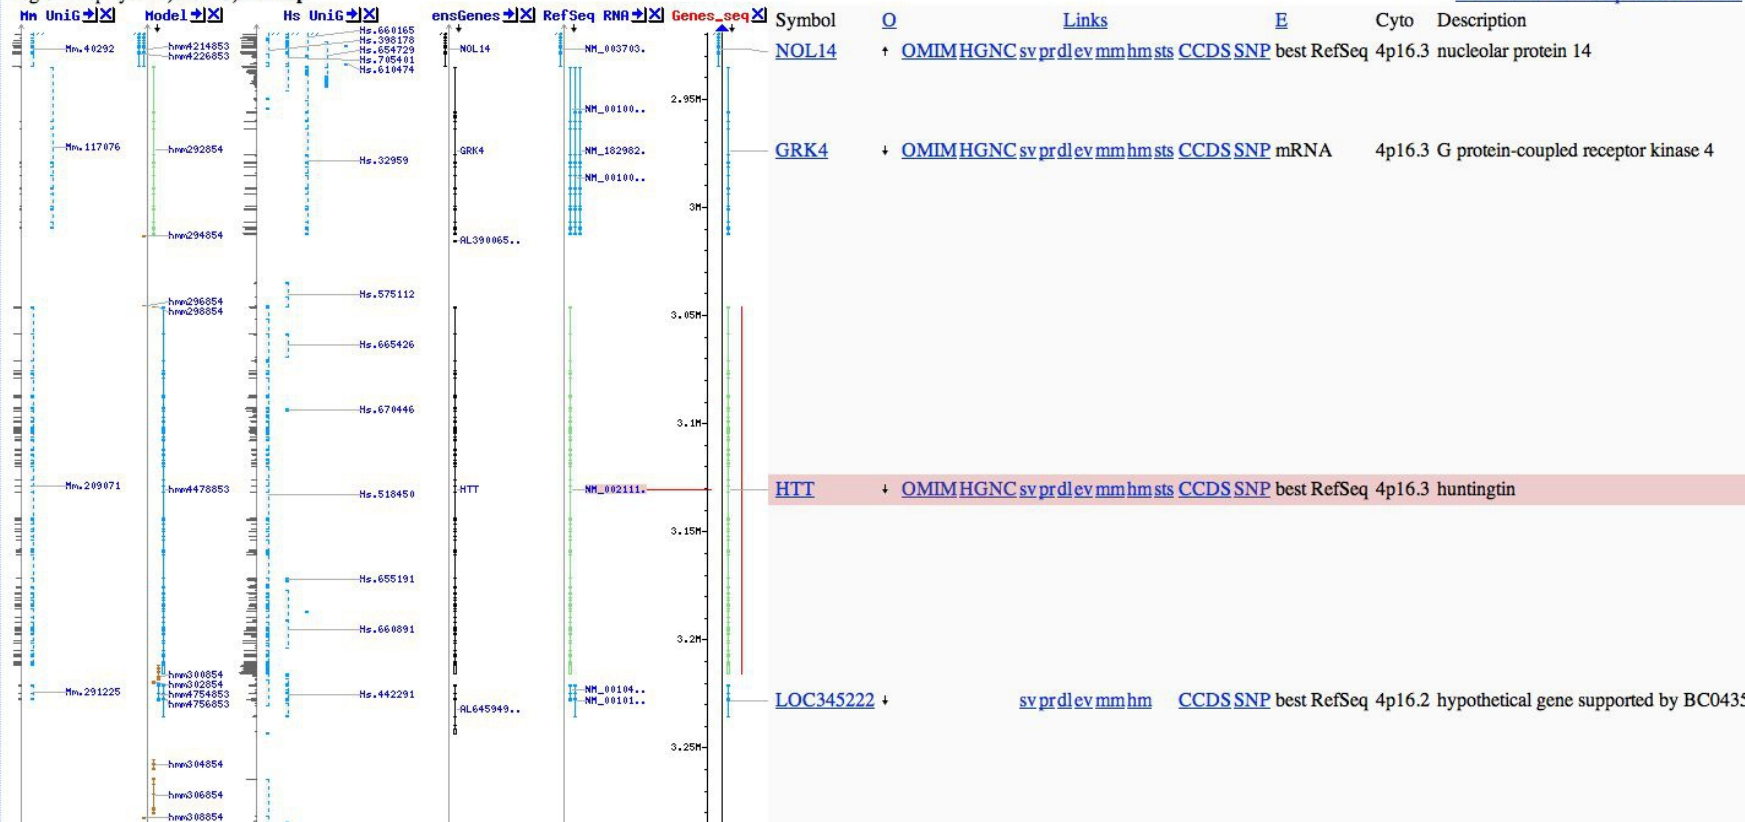 Mm UniG Model Hs UniG ensGenes RefSeq RNA Genes_seq Symbol O Links E Cyto Description
Hs.660165
Hs.398178
hmm4214853
Mm.40292 NOL14 NM_003703. NOL14 OMIM HGNC sv pr dl ev mm hm sts CCDS SNP best RefSeq 4p16.3 nucleolar protein 14
Hs.654729
hmm4226853
Hs.705401
Hs.610474
2.95M
NM_00100..
Mm.117076 hmm292854 GRK4 NM_182982. GRK4 OMIM HGNC sv pr dl ev mm hm sts CCDS SNP mRNA 4p16.3 G protein-coupled receptor kinase 4
Hs.32959
NM_00100..
3M
hmm294854
AL390065..
Hs.575112
hmm296854
hmm298854
3.05M
Hs.665426
Hs.670446
3.1M
Mm.209071 hmm4478853 Hs.518450 HTT NM_002111. HTT OMIM HGNC sv pr dl ev mm hm sts CCDS SNP best RefSeq 4p16.3 huntingtin
3.15M
Hs.655191
Hs.660891
3.2M
hmm300854
hmm302854
NM_00104..
Mm.291225 hmm4754853 Hs.442291
NM_00101.. LOC345222 sv pr dl ev mm hm CCDS SNP best RefSeq 4p16.2 hypothetical gene supported by BC0435
hmm4756853
AL645949..
3.25M
hmm304854
hmm306854
hmm308854